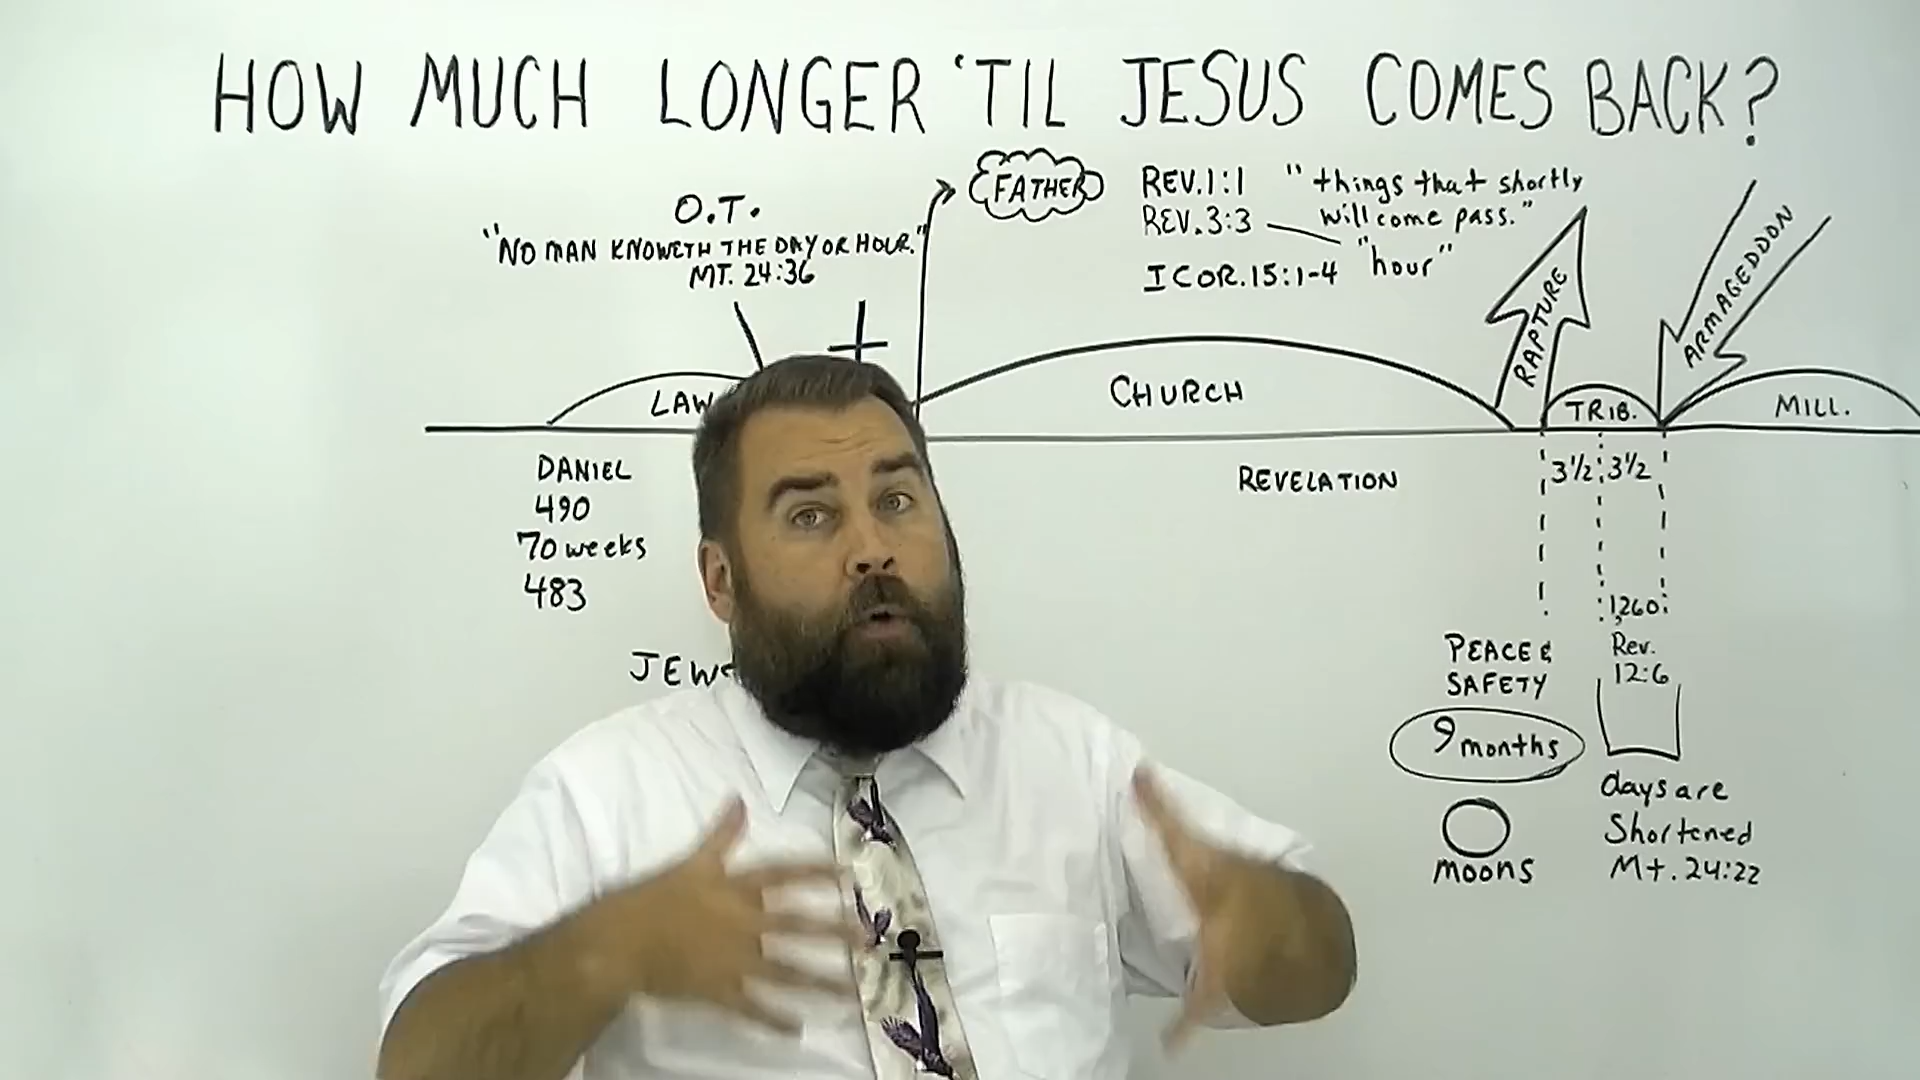 HOW MUCH LONGER 'TIL JESUS COMES BACK?
O.T.
"NO MAN KNOWETH THE DAY OR HOUR."
MT. 24:36
FATHER
REV. 1:1 "things that shortly
will come pass."
REV. 3:3 "hour"
I COR. 15:1-4
RAPTURE
ARMAGEDDON
LAW
CHURCH
TRIB.
MILL.
DANIEL
490
70 weeks
483
JEWS
REVELATION
3½ 3½
1,260
Rev.
12:6
PEACE &
SAFETY
9 months
moons
days are
Shortened
Mt. 24:22